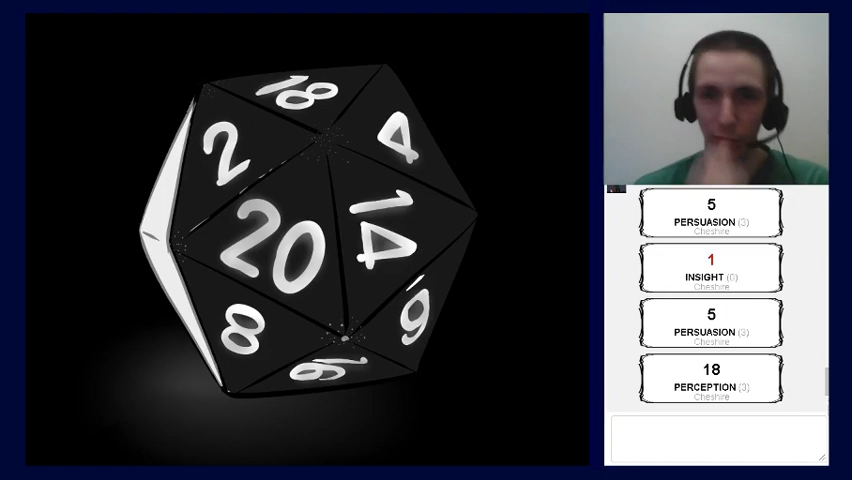 18
2
4
20
14
8
6
16
5
PERSUASION (3)
Cheshire
1
INSIGHT (0)
Cheshire
5
PERSUASION (3)
Cheshire
18
PERCEPTION (3)
Cheshire